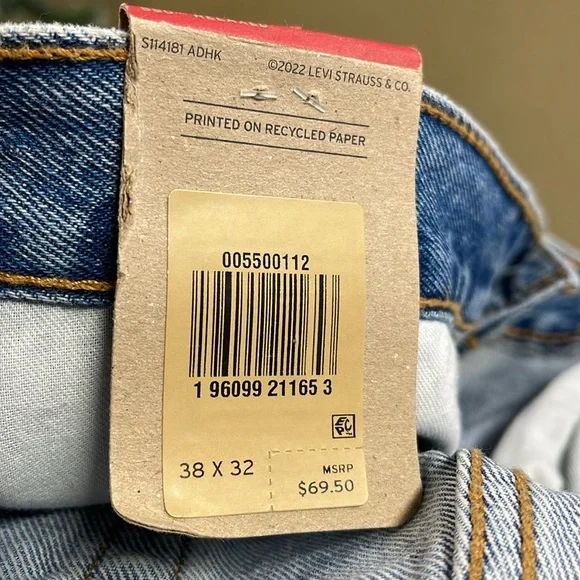 S114181 ADHK
©2022 LEVI STRAUSS & CO.
PRINTED ON RECYCLED PAPER
005500112
1 96099 21165 3
EPC
38 X 32
MSRP
$69.50